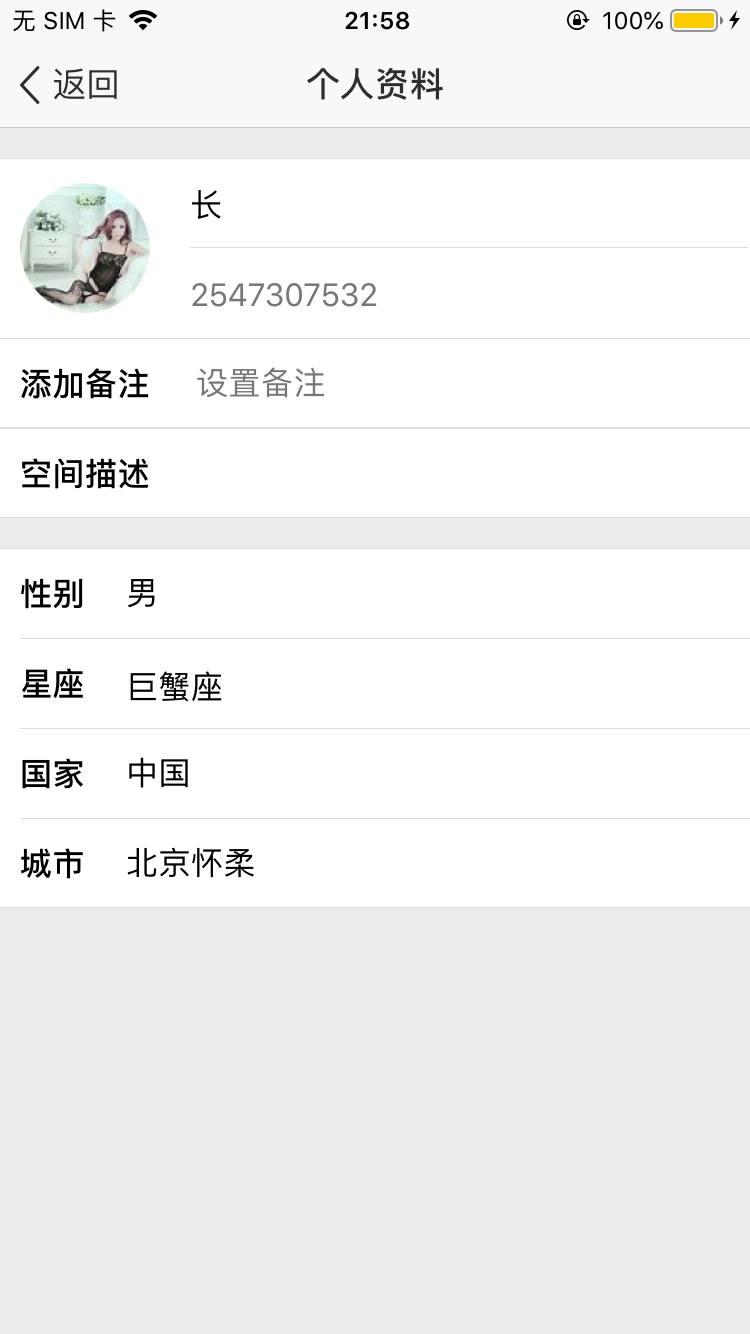 无 SIM 卡 21:58 100%
返回 个人资料
长
2547307532
添加备注 设置备注
空间描述
性别 男
星座 巨蟹座
国家 中国
城市 北京怀柔